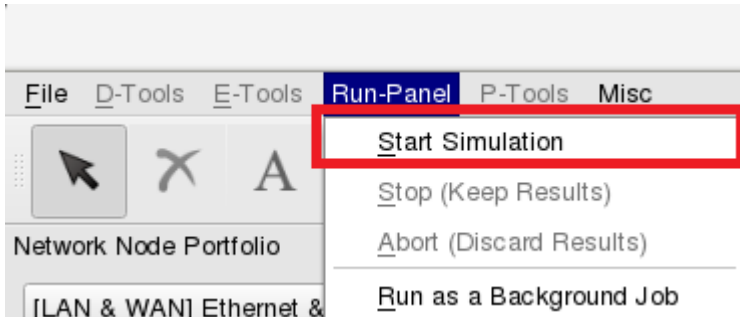 File D-Tools E-Tools Run-Panel P-Tools Misc
Start Simulation
A
Stop (Keep Results)
Abort (Discard Results)
Network Node Portfolio
Run as a Background Job
[LAN & WAN] Ethernet &